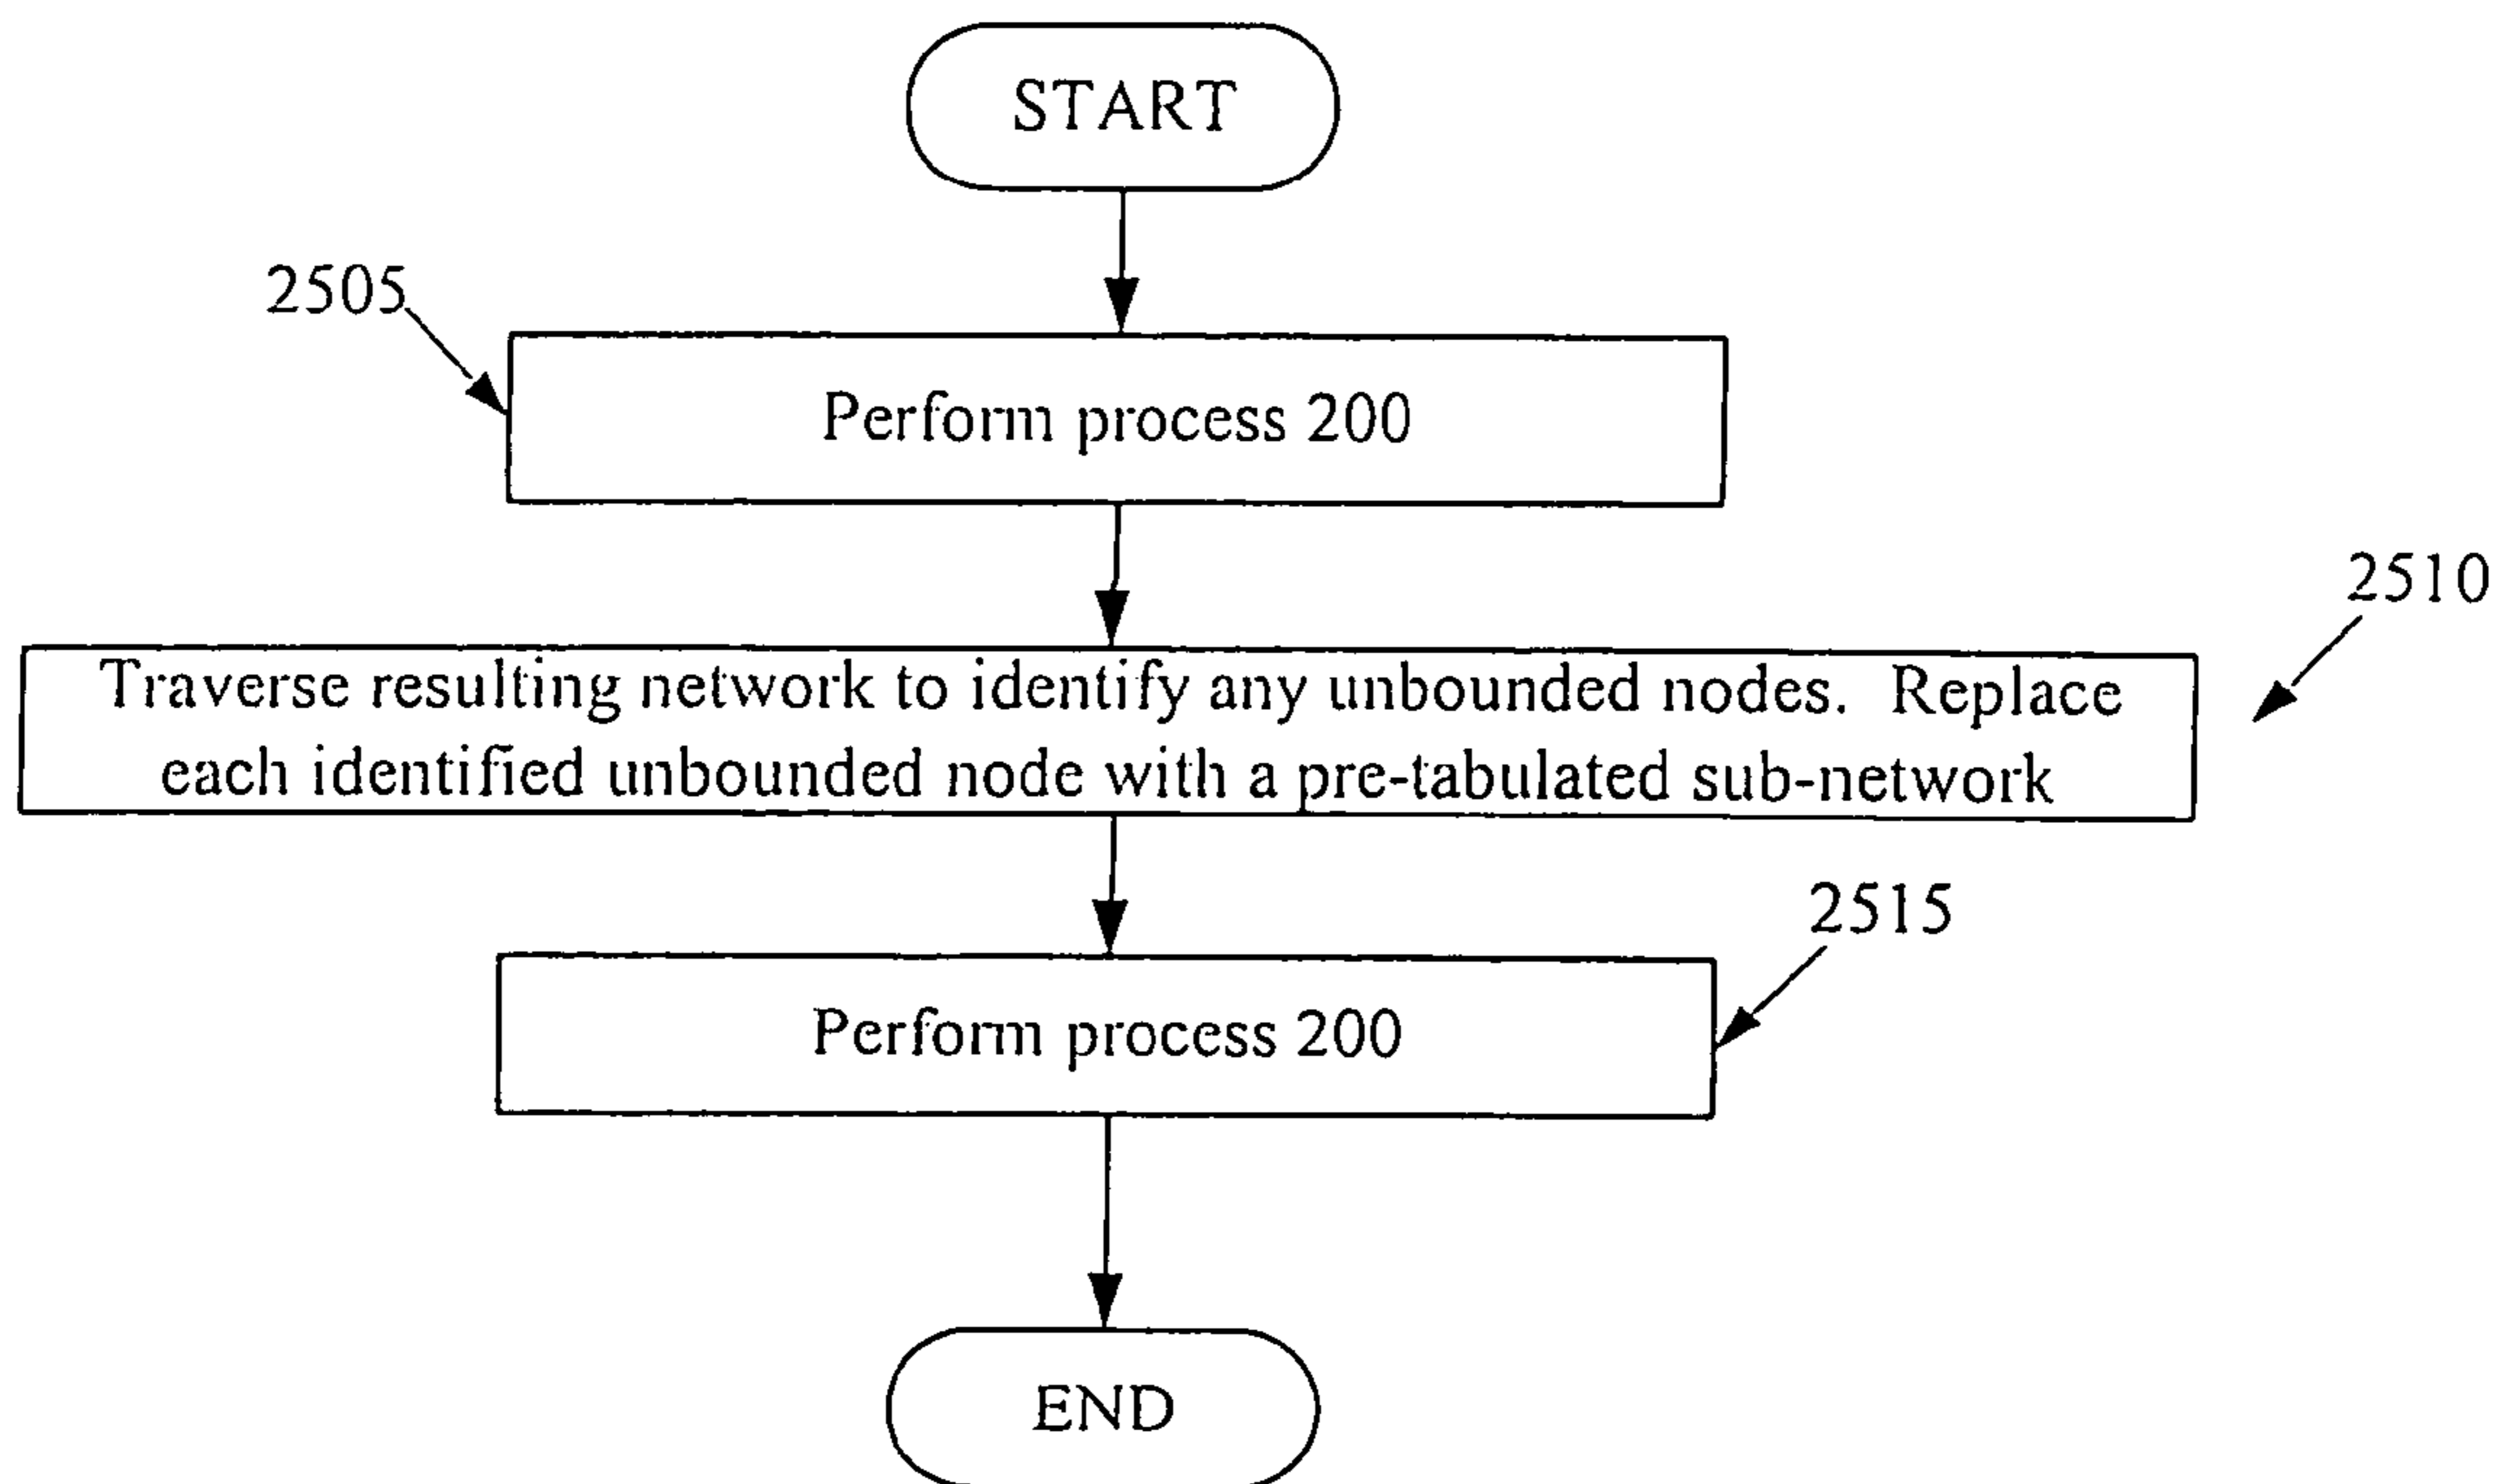 START
2505
Perform process 200
2510
Traverse resulting network to identify any unbounded nodes. Replace
each identified unbounded node with a pre-tabulated sub-network
2515
Perform process 200
END